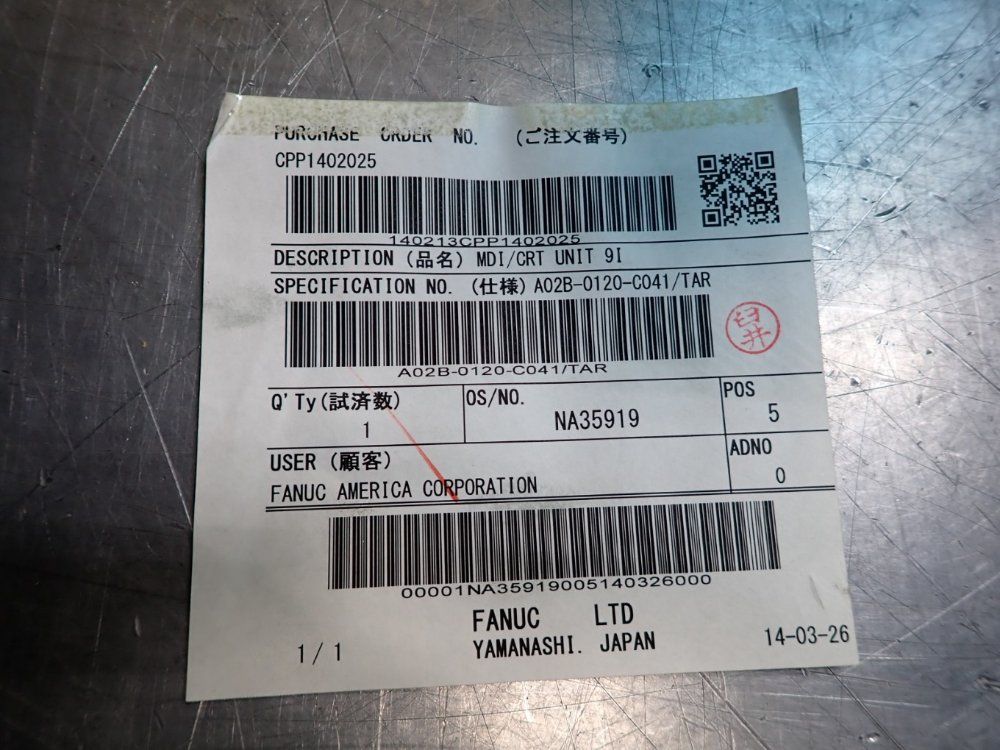 PURCHASE ORDER NO. (ご注文番号)
CPP1402025
140213CPP1402025
DESCRIPTION (品名) MDI/CRT UNIT 9I
SPECIFICATION NO. (仕様) A02B-0120-C041/TAR
A02B-0120-C041/TAR
臼井
Q'Ty(試済数) OS/NO. POS
1 NA35919 5
USER (顧客) ADNO
FANUC AMERICA CORPORATION 0
00001NA35919005140326000
FANUC LTD
YAMANASHI. JAPAN
1/1 14-03-26